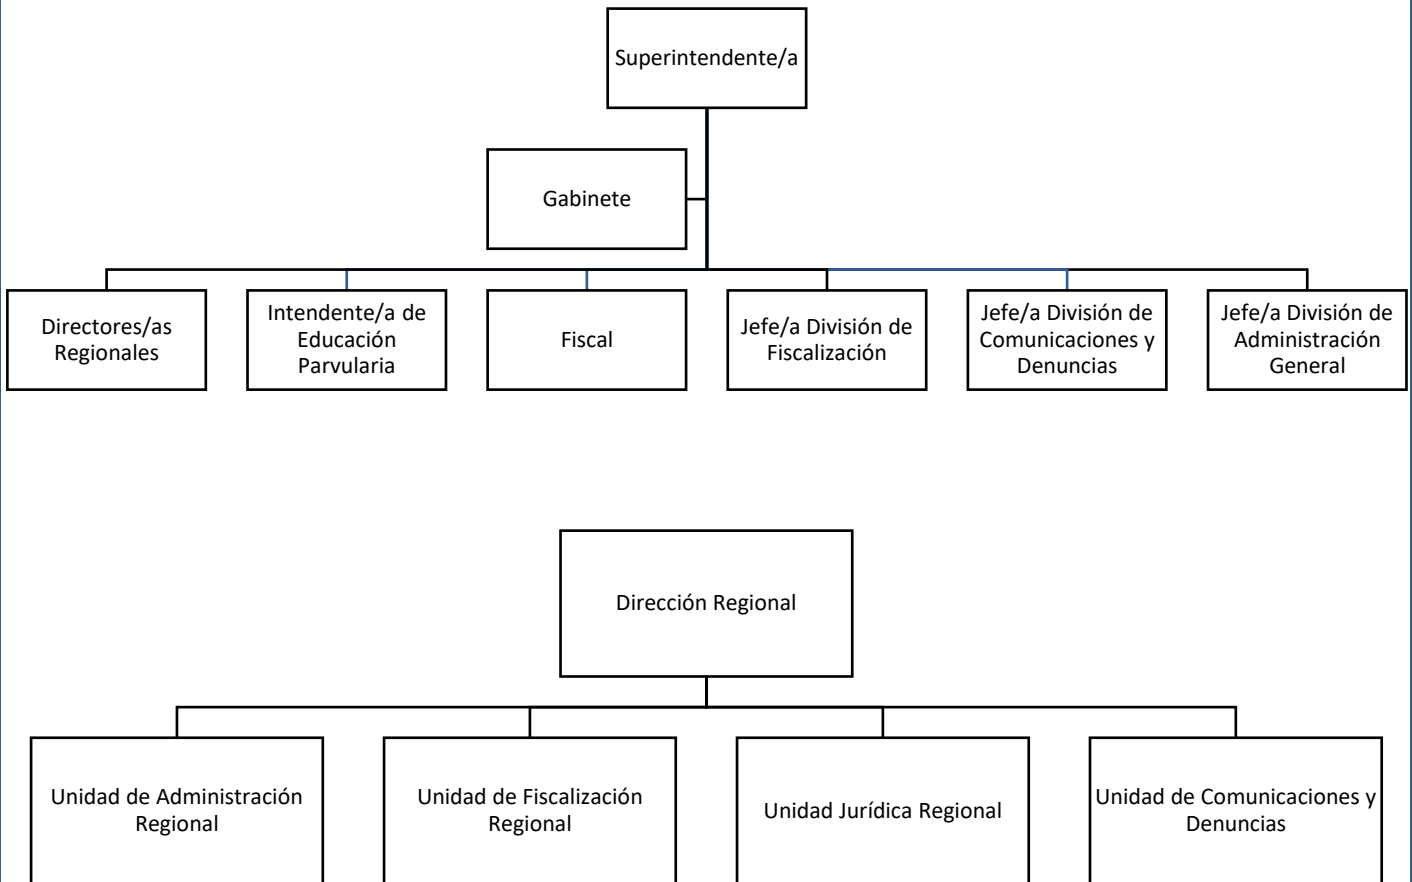 Superintendente/a
Gabinete
Directores/as
Regionales
Intendente/a de
Educación
Parvularia
Fiscal
Jefe/a División de
Fiscalización
Jefe/a División de
Comunicaciones y
Denuncias
Jefe/a División de
Administración
General
Dirección Regional
Unidad de Administración
Regional
Unidad de Fiscalización
Regional
Unidad Jurídica Regional
Unidad de Comunicaciones y
Denuncias